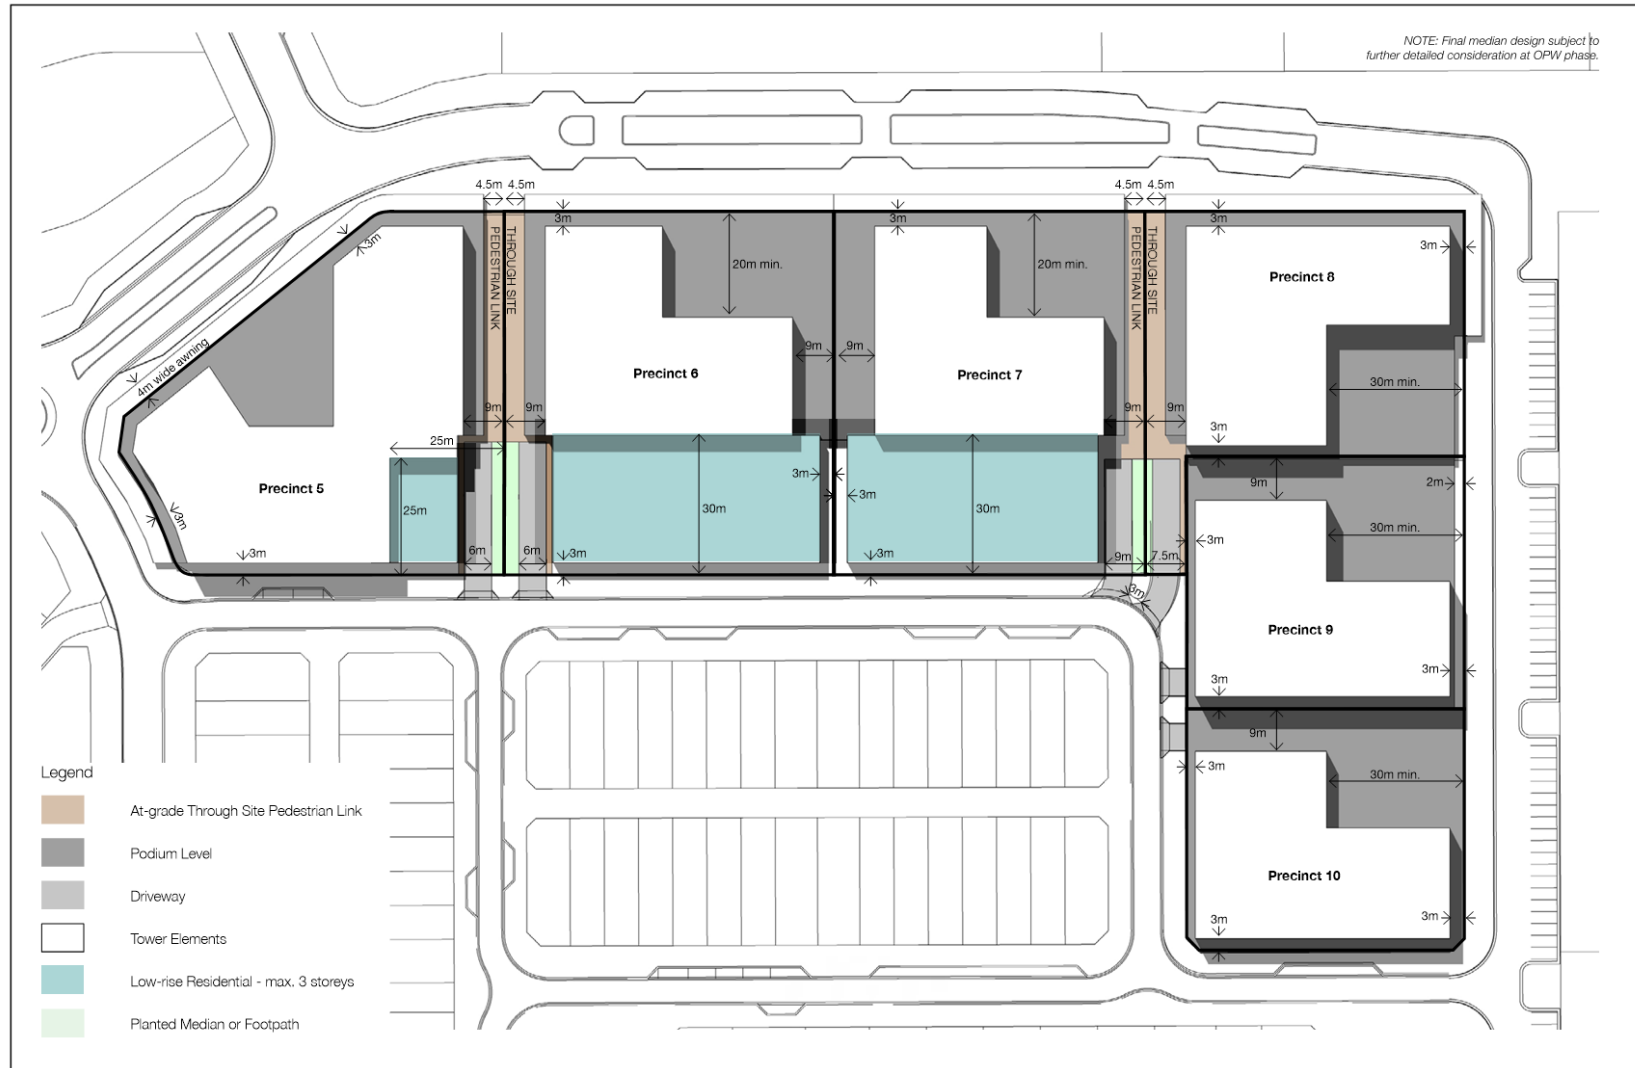 NOTE: Final median design subject to
further detailed consideration at OPW phase.
4.5m 4.5m
4.5m 4.5m
3m
3m
3m
3m
3m
THROUGH SITE
PEDESTRIAN LINK
THROUGH SITE
PEDESTRIAN LINK
20m min.
20m min.
Precinct 8
4m wide awning
9m
9m
Precinct 6
Precinct 7
30m min.
9m
9m
9m
9m
25m
3m
Precinct 5
3m
3m
9m
2m
25m
30m
30m
3m
30m min.
3m
6m
6m
3m
3m
9m
7.5m
3m
3m
Precinct 9
3m
3m
9m
3m
30m min.
Precinct 10
3m
3m
Legend
At-grade Through Site Pedestrian Link
Podium Level
Driveway
Tower Elements
Low-rise Residential - max. 3 storeys
Planted Median or Footpath